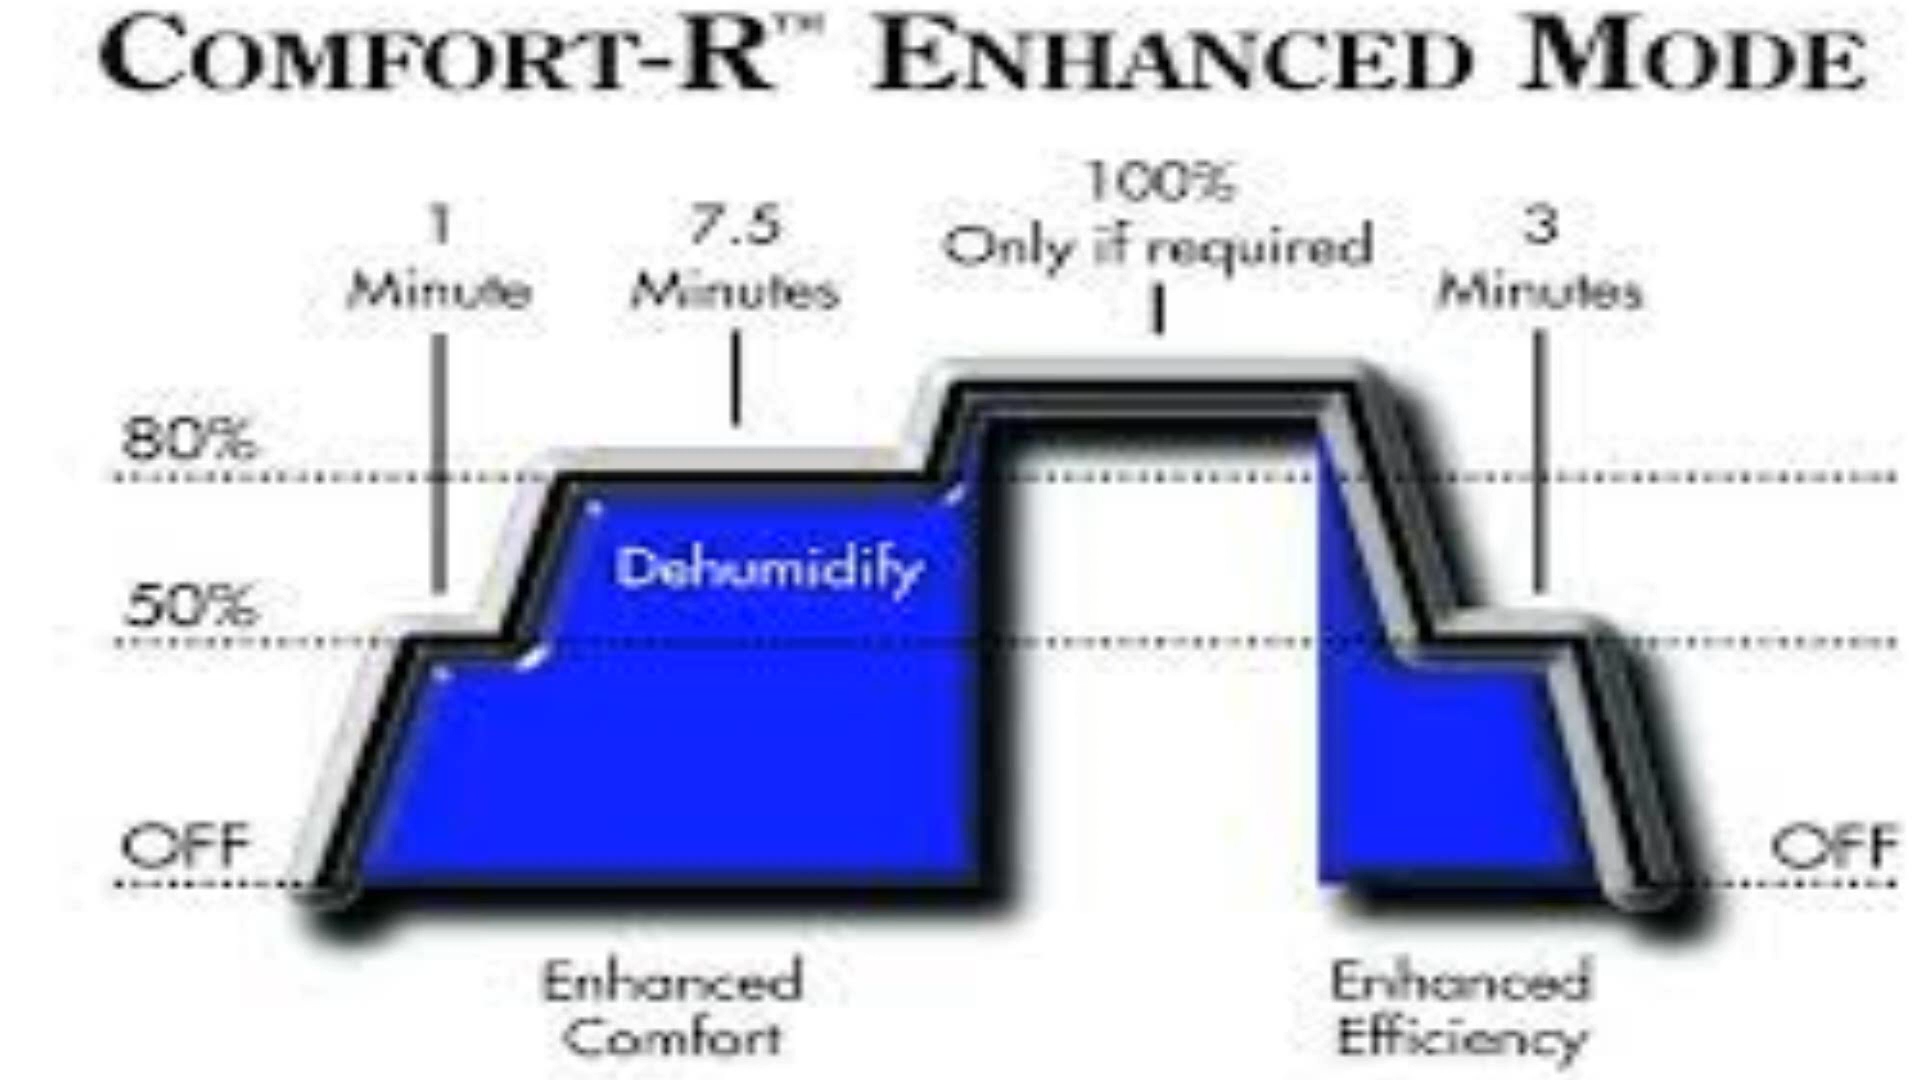 COMFORT-R™ ENHANCED MODE
100%
Only if required
1
Minute
7.5
Minutes
3
Minutes
80%
Dehumidify
50%
OFF
OFF
Enhanced
Comfort
Enhanced
Efficiency